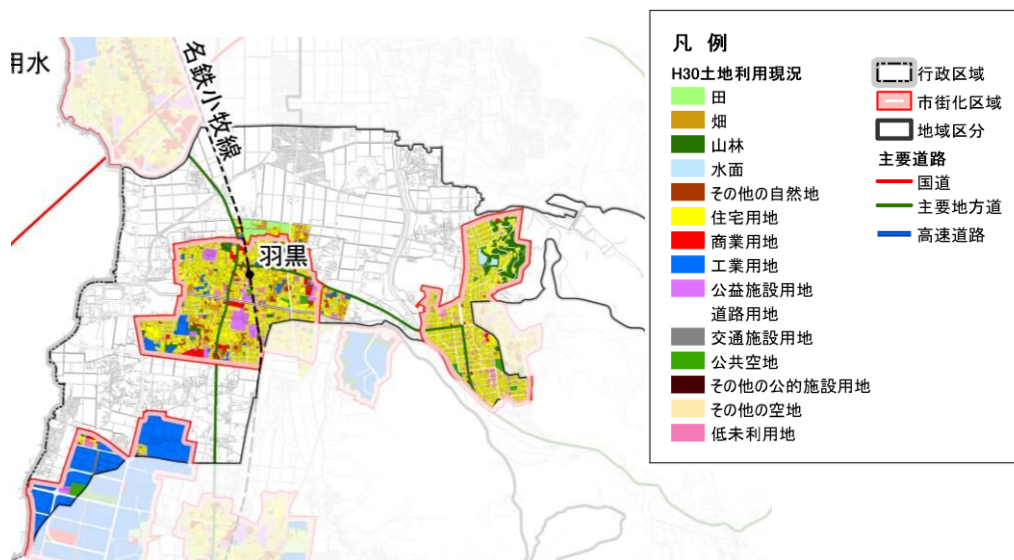 用水
名鉄小牧線
羽黒
凡 例
H30土地利用現況
田
畑
山林
水面
その他の自然地
住宅用地
商業用地
工業用地
公益施設用地
道路用地
交通施設用地
公共空地
その他の公的施設用地
その他の空地
低未利用地
行政区域
市街化区域
地域区分
主要道路
国道
主要地方道
高速道路